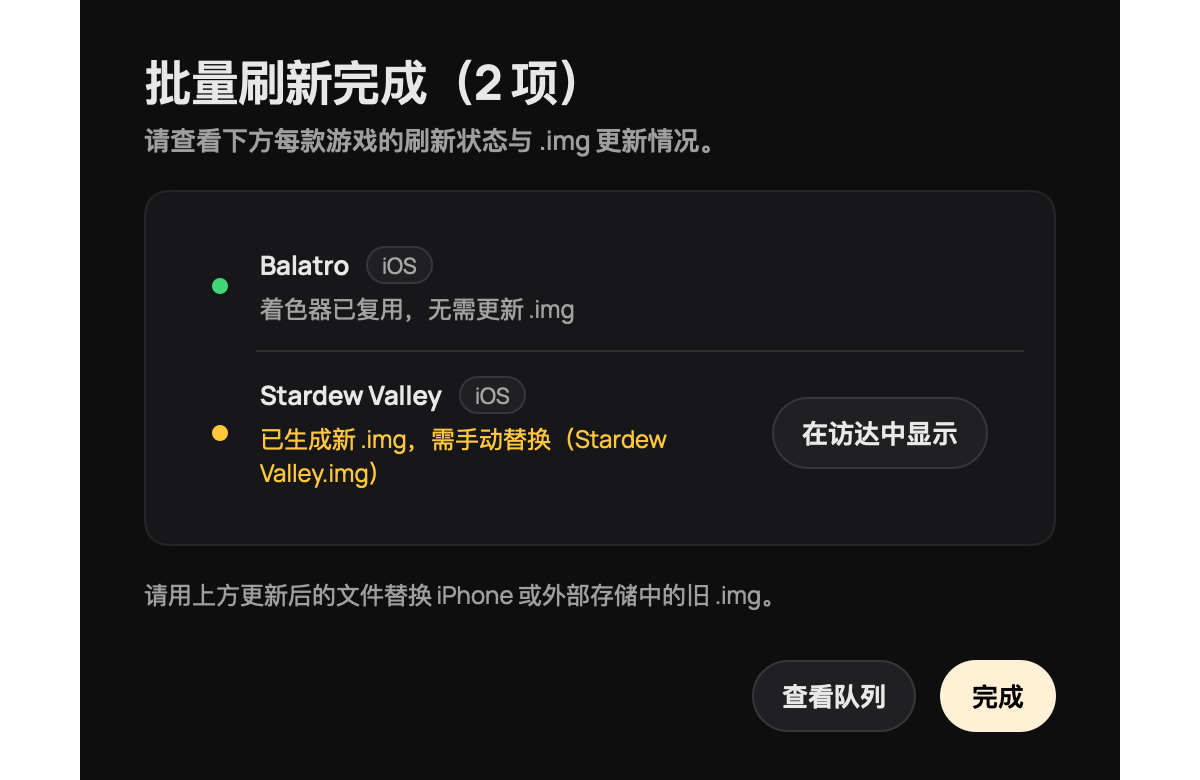 批量刷新完成（2 项）
请查看下方每款游戏的刷新状态与 .img 更新情况。
Balatro iOS
着色器已复用，无需更新 .img
Stardew Valley iOS
已生成新 .img，需手动替换（Stardew
Valley.img）
在访达中显示
请用上方更新后的文件替换 iPhone 或外部存储中的旧 .img。
查看队列
完成